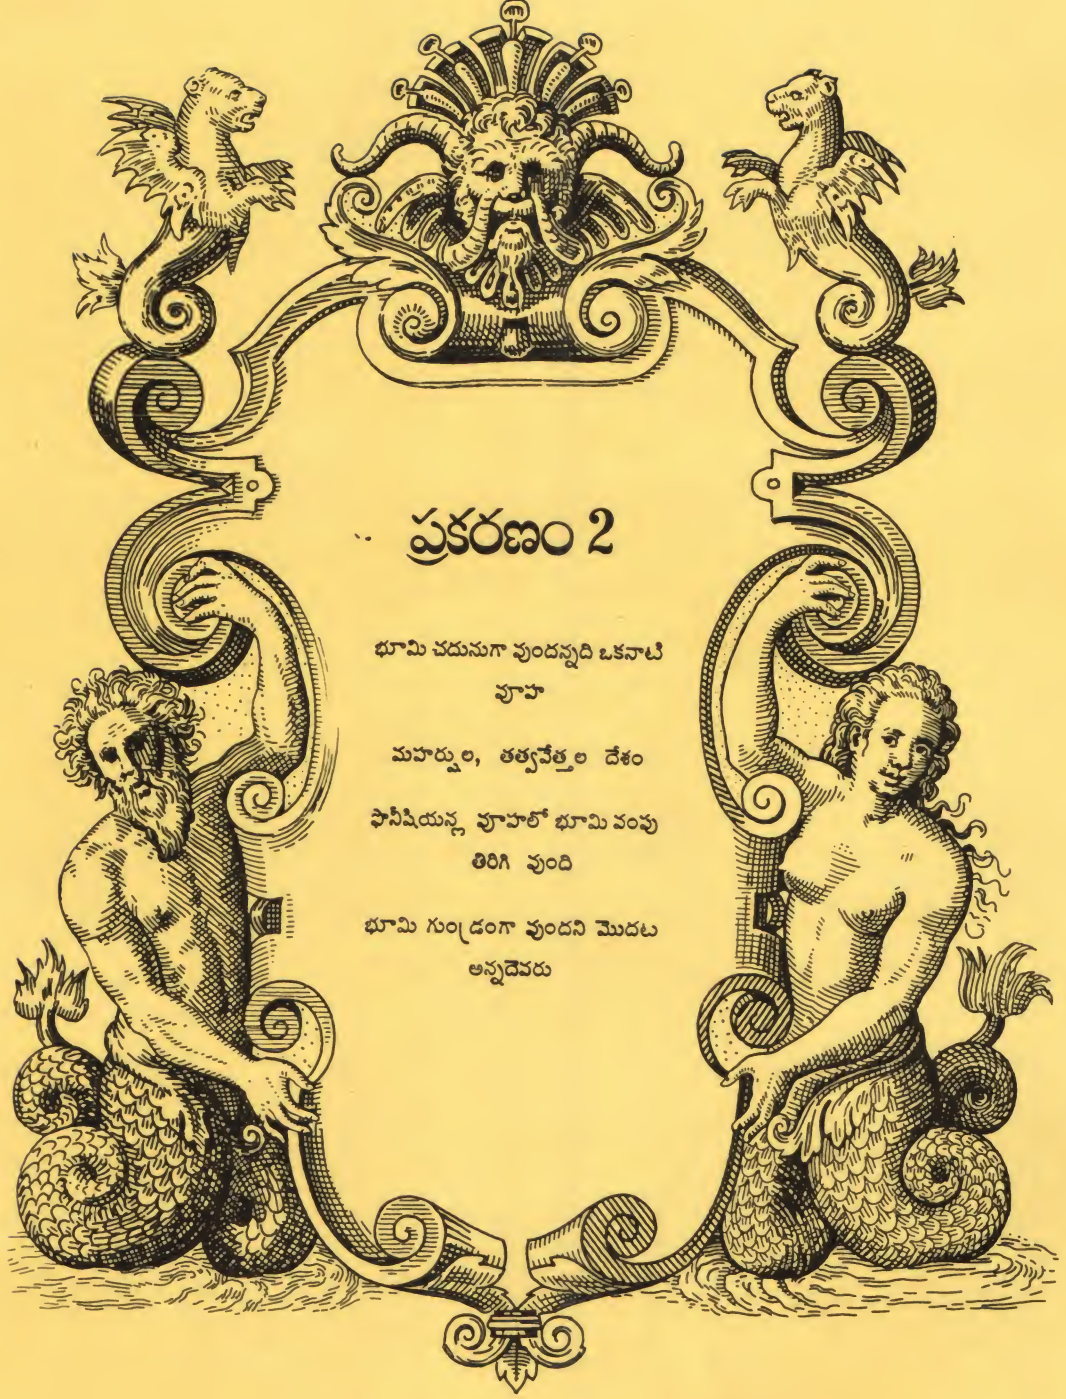 ప్రకరణం 2
భూమి చదునుగా వుందన్నది ఒకనాటి
వూహ
మహర్షుల, తత్వవేత్తల దేశం
ఫొనీషియన్ల వూహలో భూమి వంపు
తిరిగి వుంది
భూమి గుండ్రంగా వుందని మొదట
అన్నదెవరు